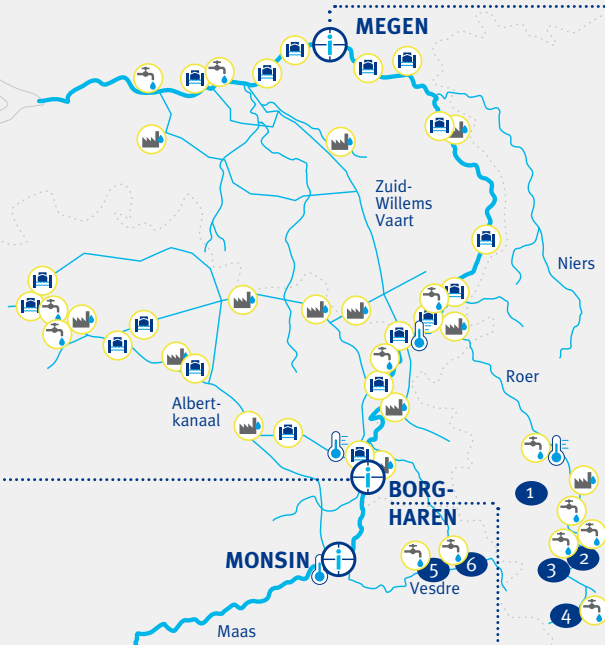 MEGEN
Zuid-
Willems
Vaart
Niers
Roer
Albert-
kanaal
1
BORG-
HAREN
2
3
MONSIN
5
6
Vesdre
4
Maas